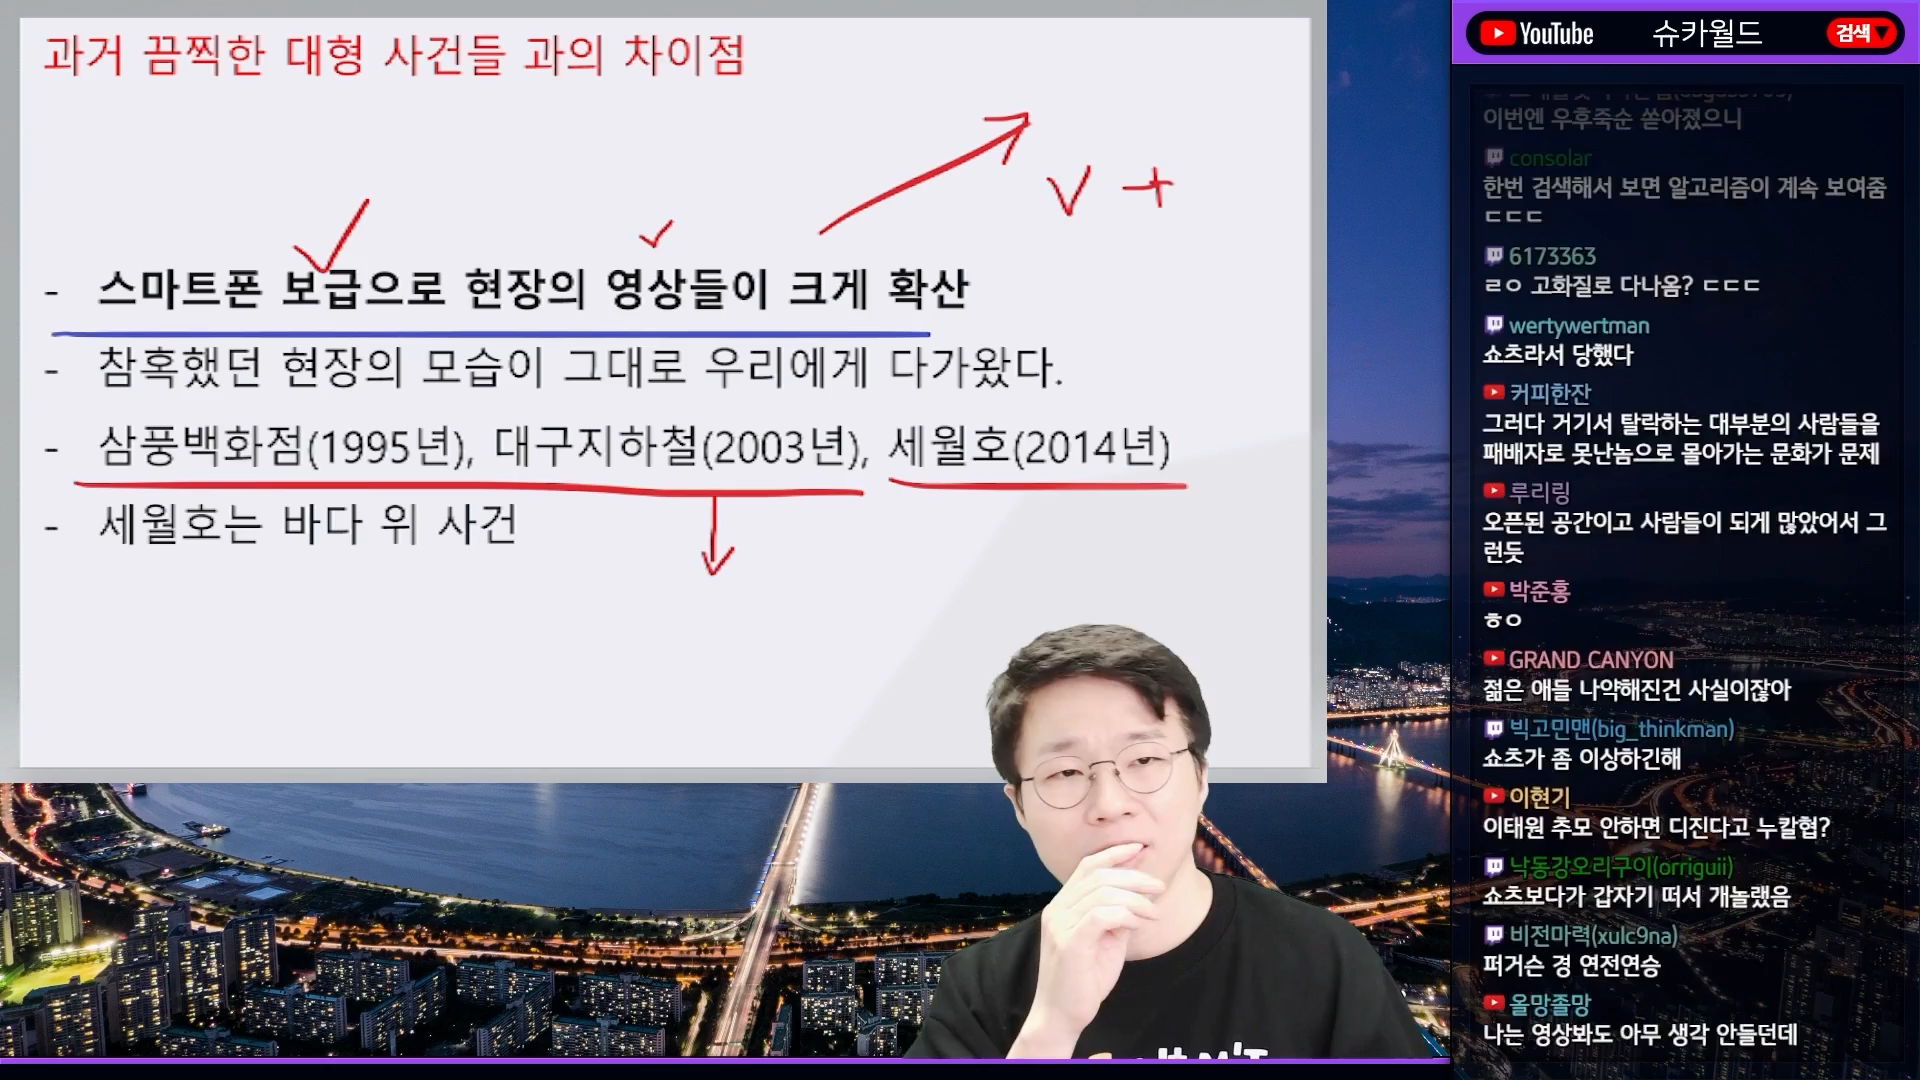 과거 끔찍한 대형 사건들 과의 차이점
- 스마트폰 보급으로 현장의 영상들이 크게 확산
- 참혹했던 현장의 모습이 그대로 우리에게 다가왔다.
- 삼풍백화점(1995년), 대구지하철(2003년), 세월호(2014년)
- 세월호는 바다 위 사건
YouTube 슈카월드 검색
이번엔 우후죽순 쏟아졌으니
consolar
한번 검색해서 보면 알고리즘이 계속 보여줌
ㄷㄷㄷ
6173363
ㄹㅇ 고화질로 다나옴? ㄷㄷㄷ
wertywertman
쇼츠라서 당했다
커피한잔
그러다 거기서 탈락하는 대부분의 사람들을
패배자로 못난놈으로 몰아가는 문화가 문제
루리링
오픈된 공간이고 사람들이 되게 많았어서 그
런듯
박준홍
ㅎㅇ
GRAND CANYON
젊은 애들 나약해진건 사실이잖아
빅고민맨(big_thinkman)
쇼츠가 좀 이상하긴해
이현기
이태원 추모 안하면 디진다고 누칼협?
낙동강오리구이(orriguii)
쇼츠보다가 갑자기 떠서 개놀랬음
비전마력(xulc9na)
퍼거슨 경 연전연승
올망졸망
나는 영상봐도 아무 생각 안들던데